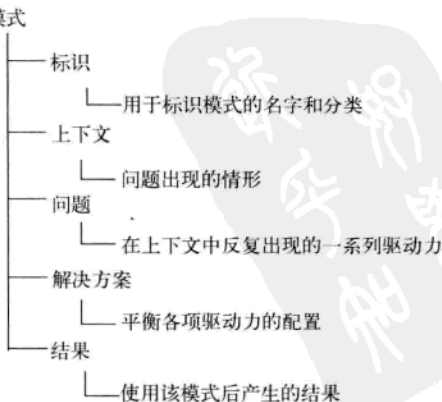 模式
标识
用于标识模式的名字和分类
上下文
问题出现的情形
问题
在上下文中反复出现的一系列驱动力
解决方案
平衡各项驱动力的配置
结果
使用该模式后产生的结果